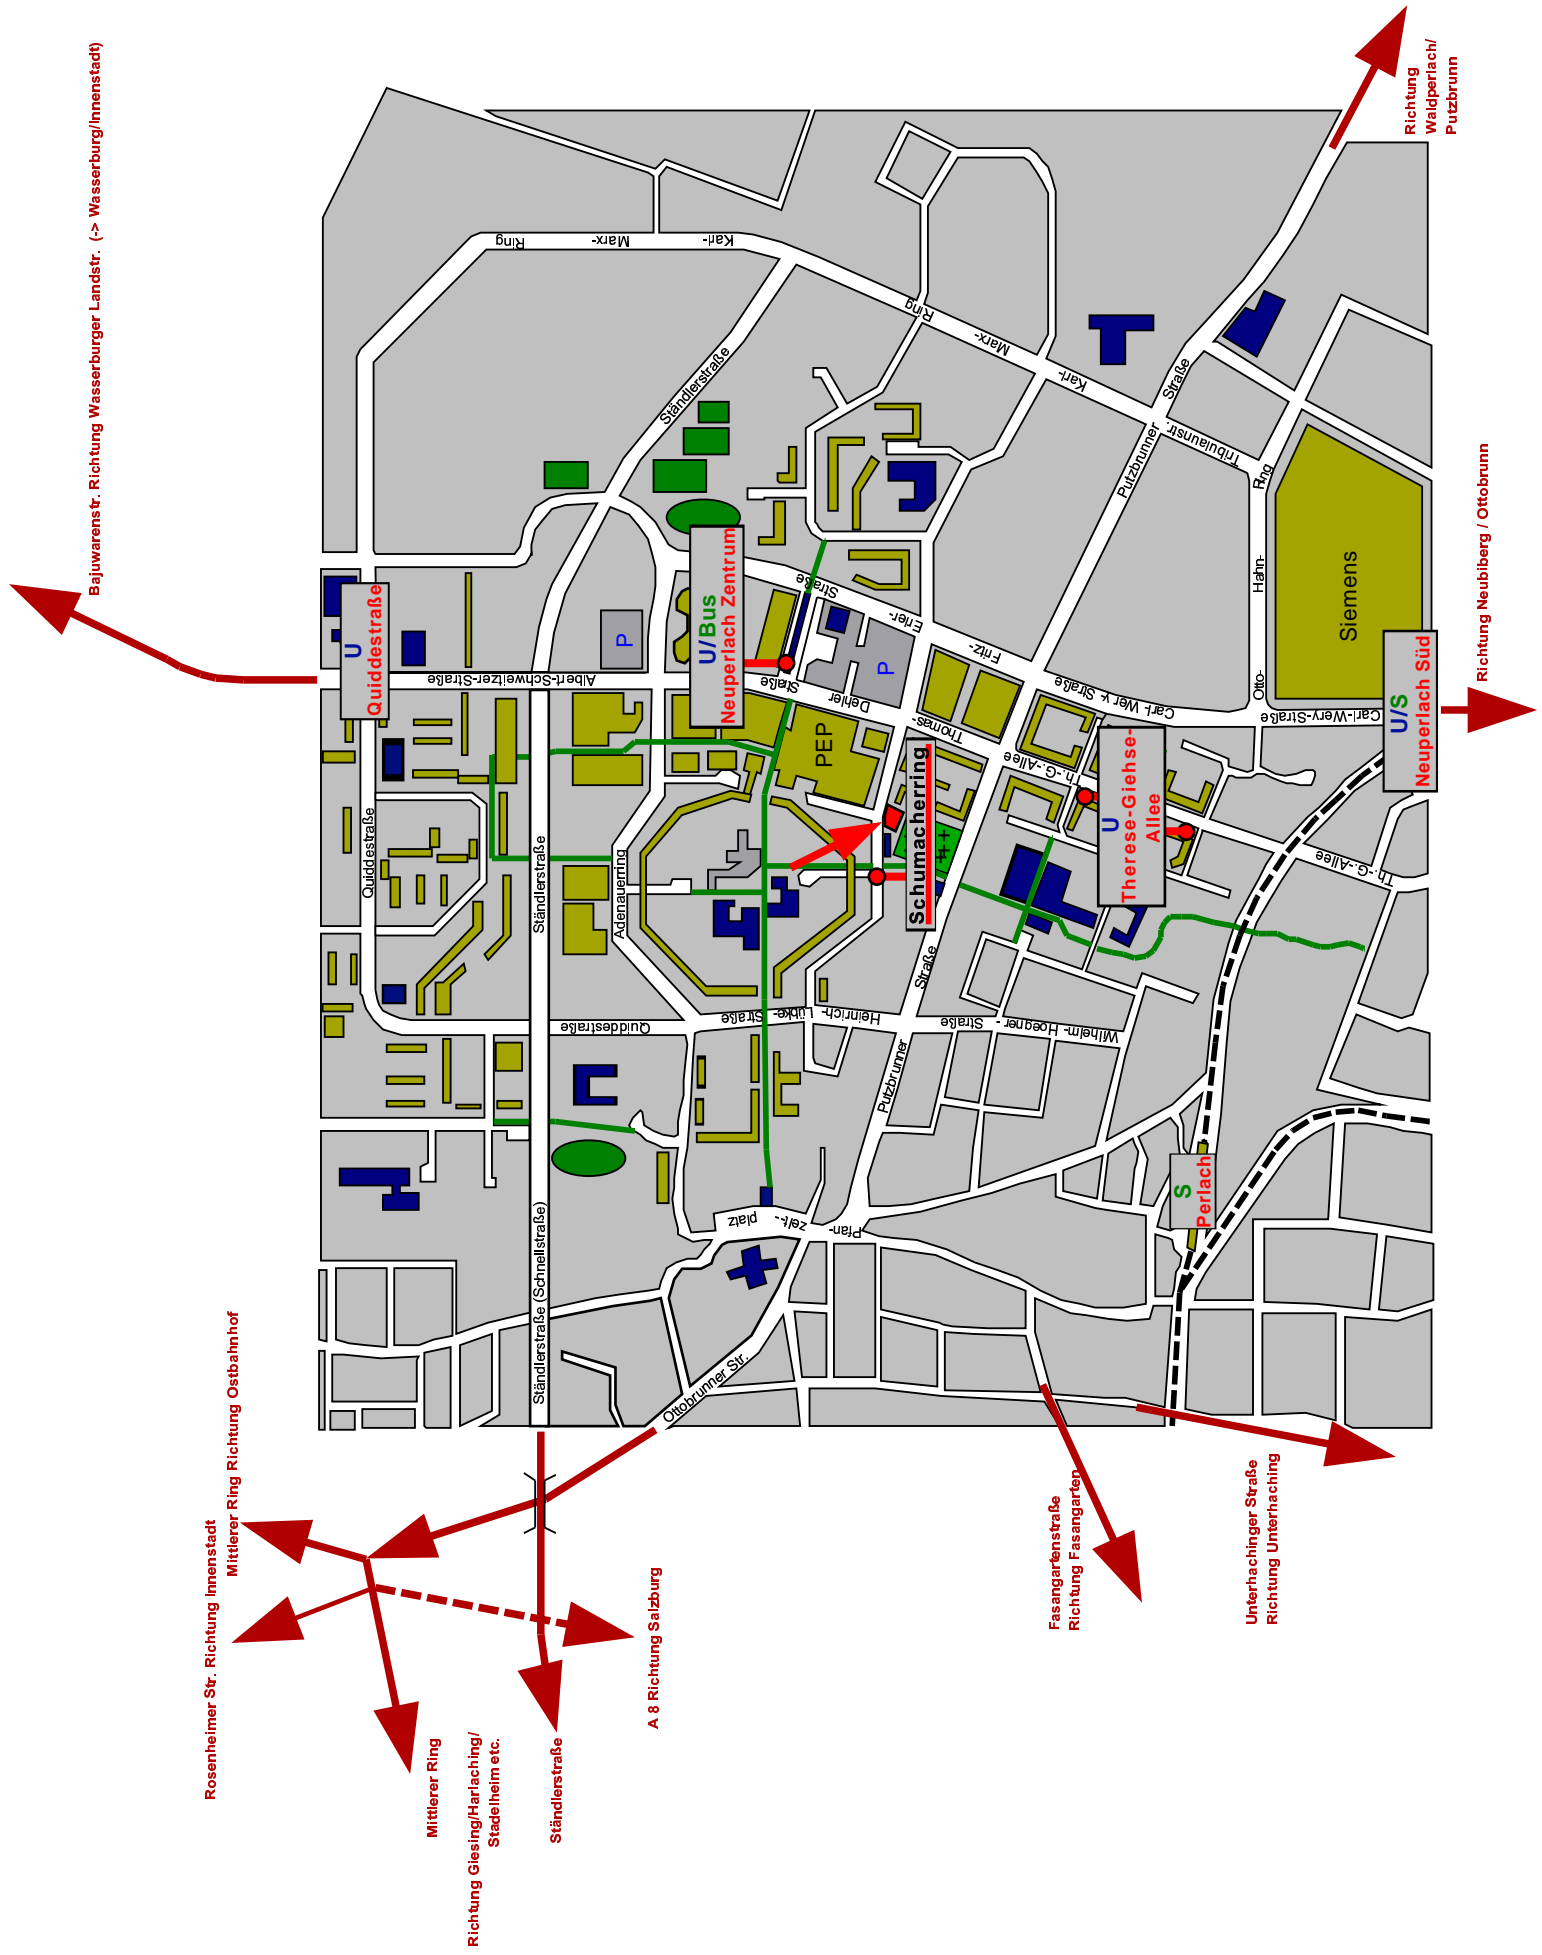 Bajuwarenstr. Richtung Wasserburger Landstr. (-> Wasserburg/Innenstadt)
Richtung
Waldperlach/
Putzbrunn
Richtung Neubiberg / Ottobrunn
Ring
Marx-
Karl-
Ring
Marx-
Karl-
Tribulaunstr.
Ständlerstraße
Straße
Putzbrunner
Ring
Hahn-
Otto-
Siemens
U
Quiddestraße
P
U/Bus
Neuperlach Zentrum
Straße
Erler-
Fritz-
P
Albert-Schweitzer-Straße
Staße
Dehler
Thomas-
Carl- Wery- Straße
Carl-Wery-Straße
U/S
Neuperlach Süd
PEP
Th.-G.-Allee
U
Therese-Giehse-
Allee
Schumacherring
++
+
Th.-G.-Allee
Quiddestraße
Ständlerstraße
Adenauerring
Straße
Putzbrunner
Quiddestraße
Heinrich- Lübke- Straße
Wilhelm- Hoegner - Straße
S
Perlach
Pfan-
zelt--
platz
Ständlerstraße (Schnellstraße)
Ottobrunner Str.
Mittlerer Ring Richtung Ostbahnhof
Rosenheimer Str. Richtung Innenstadt
A 8 Richtung Salzburg
Mittlerer Ring
Richtung Giesing/Harlaching/
Stadelheim etc.
Ständlerstraße
Fasangartenstraße
Richtung Fasangarten
Unterhachinger Straße
Richtung Unterhaching